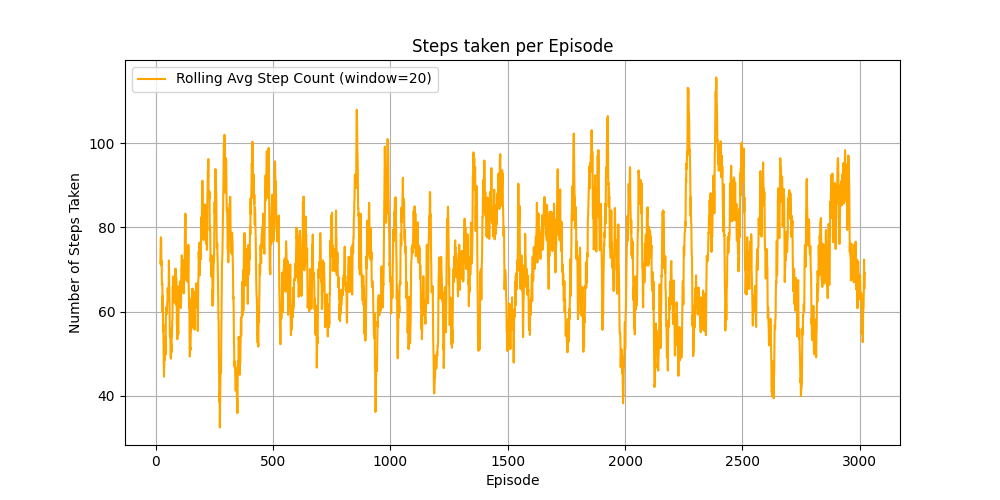 Steps taken per Episode
Rolling Avg Step Count (window=20)
Number of Steps Taken
100
80
60
40
0 500 1000 1500 2000 2500 3000
Episode